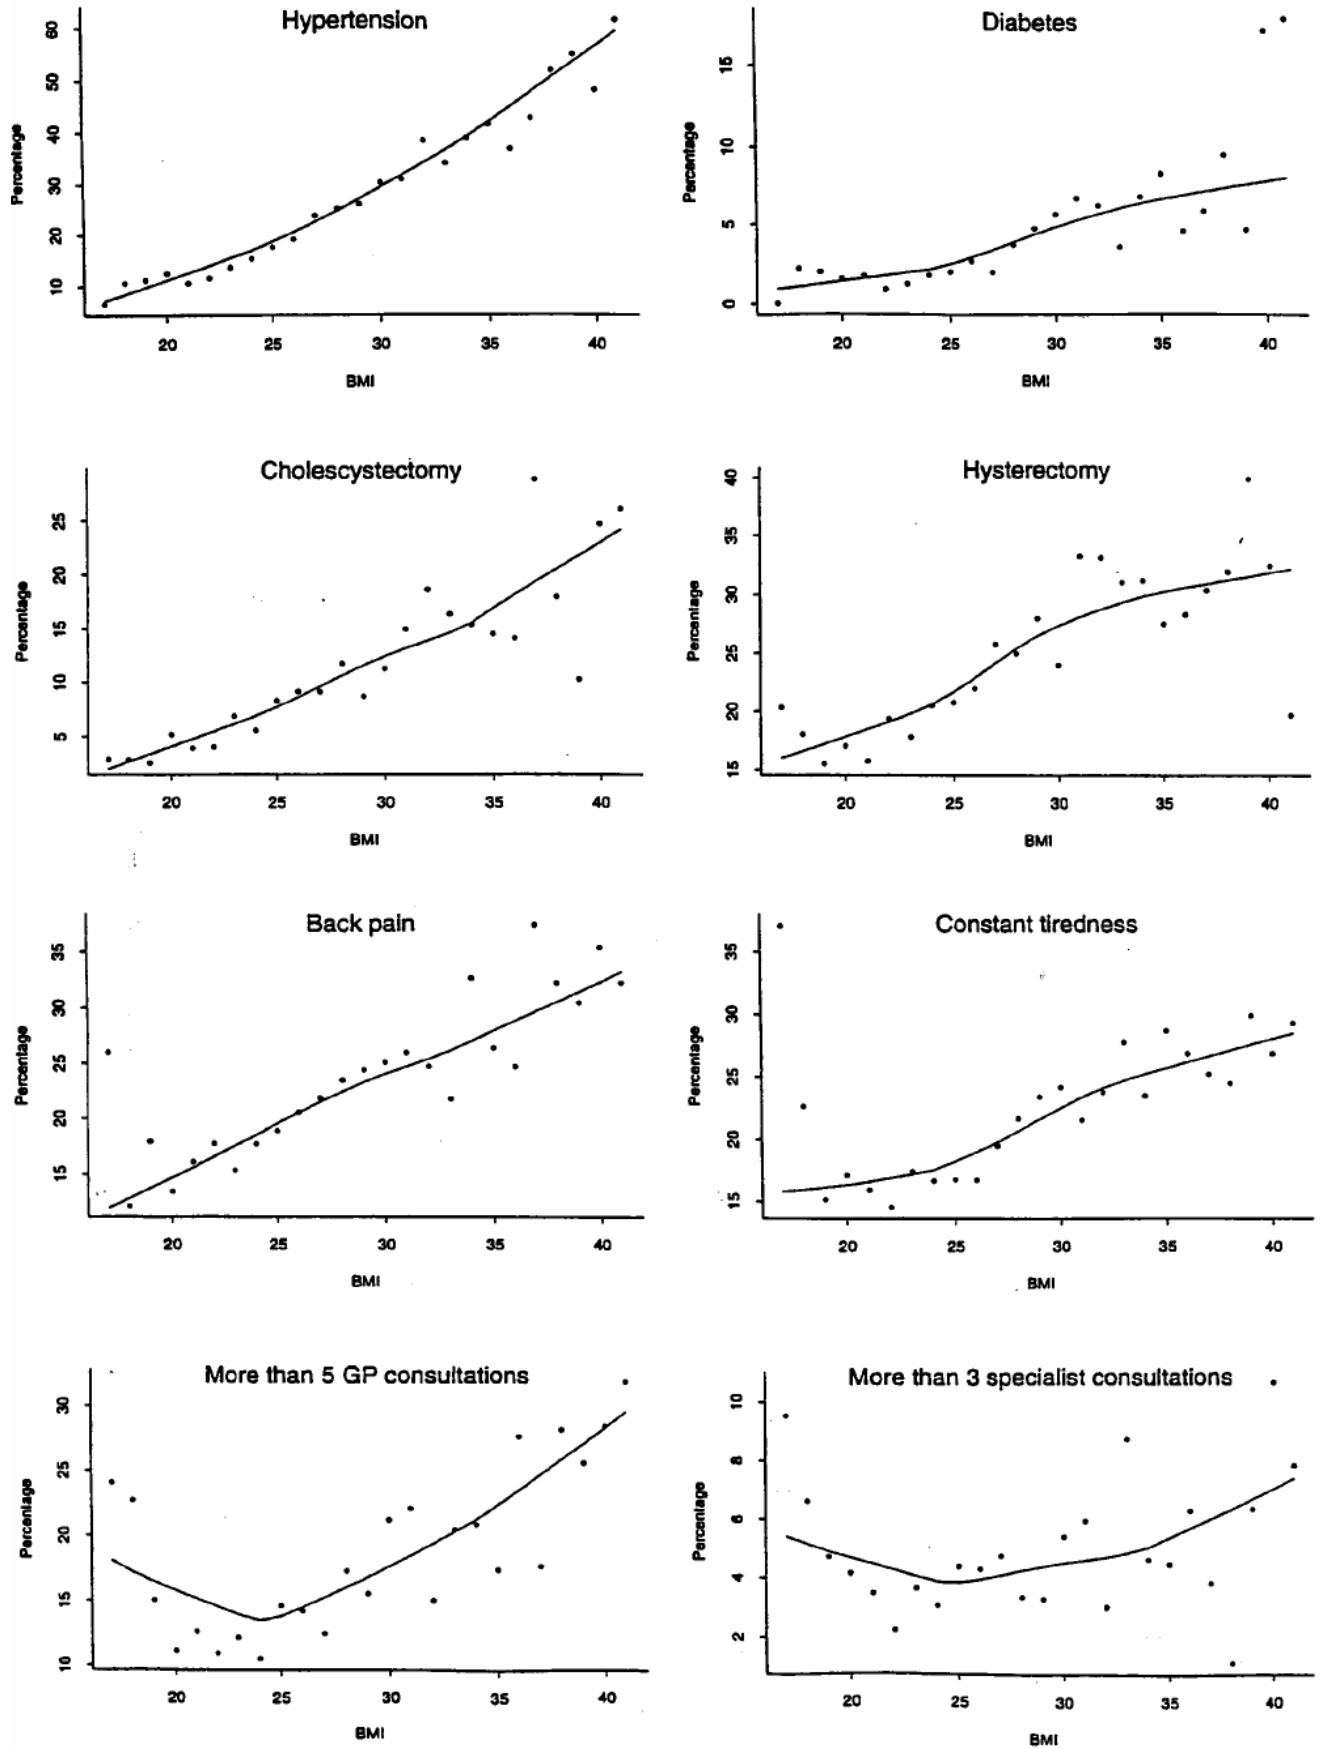 Hypertension
Percentage
60
50
40
30
20
10
20 25 30 35 40
BMI
Diabetes
Percentage
15
10
5
0
20 25 30 35 40
BMI
Cholescystectomy
Percentage
25
20
15
10
5
20 25 30 35 40
BMI
Hysterectomy
Percentage
40
35
30
25
20
15
20 25 30 35 40
BMI
Back pain
Percentage
35
30
25
20
15
20 25 30 35 40
BMI
Constant tiredness
Percentage
35
30
25
20
15
20 25 30 35 40
BMI
More than 5 GP consultations
Percentage
30
25
20
15
10
20 25 30 35 40
BMI
More than 3 specialist consultations
Percentage
10
8
6
4
2
20 25 30 35 40
BMI